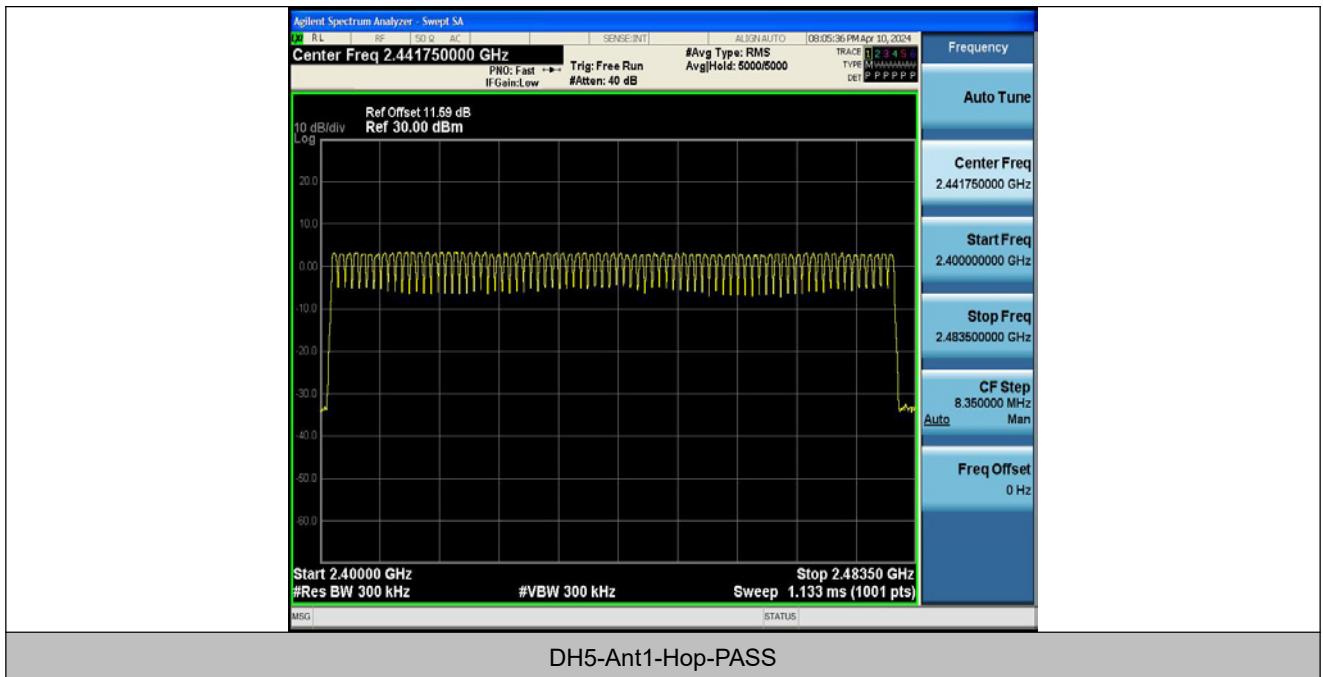 Agilent Spectrum Analyzer - Swept SA
LXI RL RF 50 Ω AC SENSE:INT ALIGN AUTO 08:05:36 PM Apr 10, 2024
Center Freq 2.441750000 GHz
PNO: Fast
IFGain:Low
Trig: Free Run
#Atten: 40 dB
#Avg Type: RMS
Avg|Hold: 5000/5000
TRACE 1 2 3 4 5 6
TYPE M WWWWW
DET P P P P P P
Frequency
Ref Offset 11.59 dB
10 dB/div Ref 30.00 dBm
Log
20.0
10.0
0.00
-10.0
-20.0
-30.0
-40.0
-50.0
-60.0
Start 2.40000 GHz Stop 2.48350 GHz
#Res BW 300 kHz #VBW 300 kHz Sweep 1.133 ms (1001 pts)
Auto Tune
Center Freq
2.441750000 GHz
Start Freq
2.400000000 GHz
Stop Freq
2.483500000 GHz
CF Step
8.350000 MHz
Auto Man
Freq Offset
0 Hz
MSG STATUS
DH5-Ant1-Hop-PASS